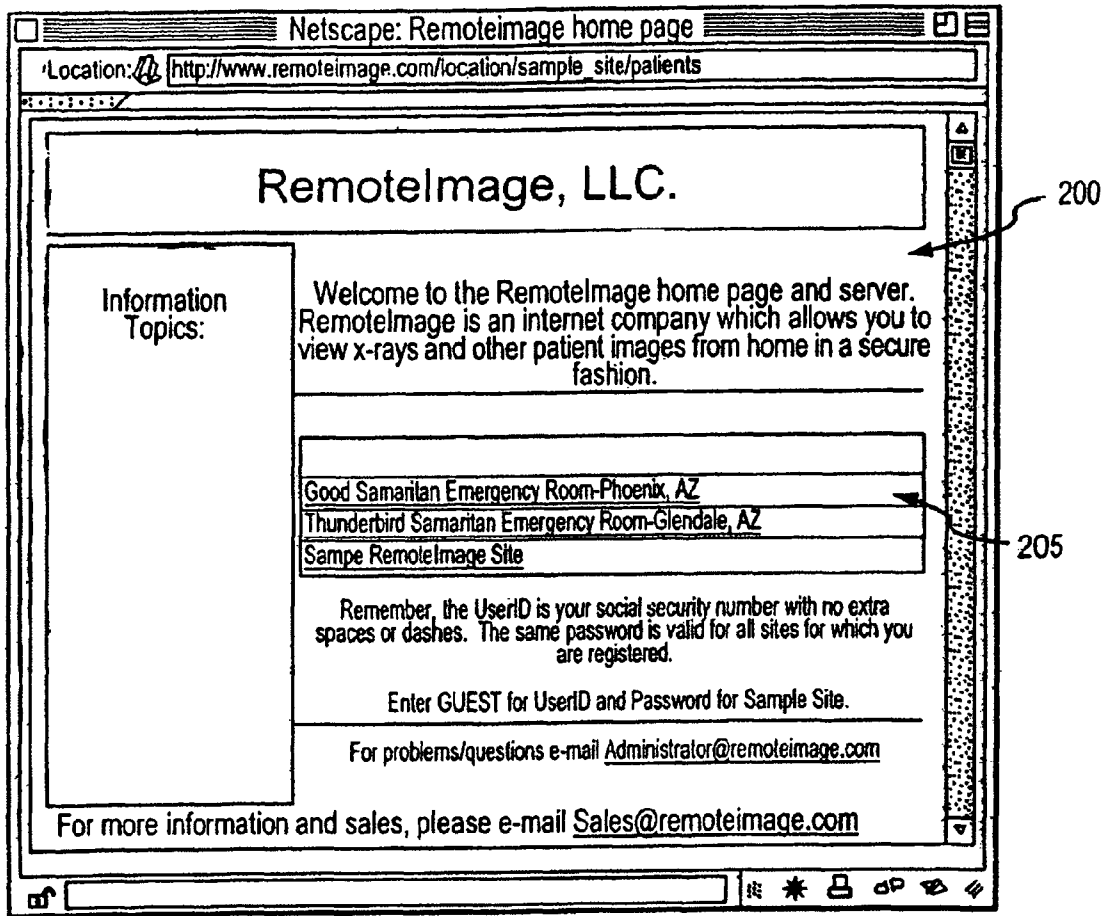 Netscape: Remoteimage home page
Location: http://www.remoteimage.com/location/sample_site/patients
RemoteImage, LLC.
200
Information
Topics:
Welcome to the RemoteImage home page and server.
RemoteImage is an internet company which allows you to
view x-rays and other patient images from home in a secure
fashion.
Good Samaritan Emergency Room-Phoenix, AZ
Thunderbird Samaritan Emergency Room-Glendale, AZ
Sampe RemoteImage Site
205
Remember, the UserID is your social security number with no extra
spaces or dashes. The same password is valid for all sites for which you
are registered.
Enter GUEST for UserID and Password for Sample Site.
For problems/questions e-mail Administrator@remoteimage.com
For more information and sales, please e-mail Sales@remoteimage.com